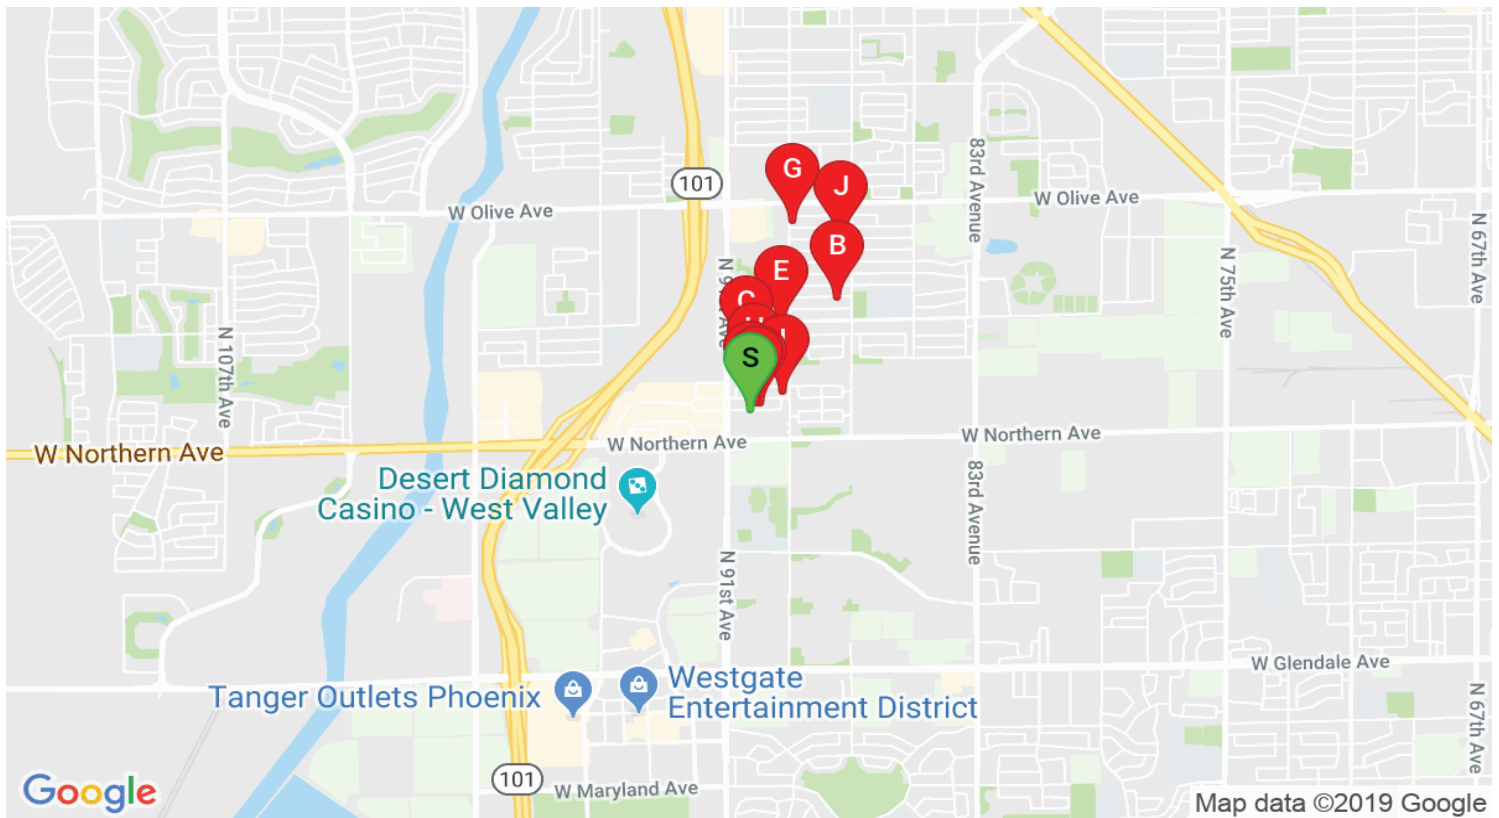 83rd Avenue
G
J
101
W Olive Ave
W Olive Ave
N 67th Ave
B
E
C
N 75th Ave
N 107th Ave
S
W Northern Ave
W Northern Ave
W Northern Ave
Desert Diamond
Casino - West Valley
83rd Avenue
N 91st Ave
W Glendale Ave
Tanger Outlets Phoenix
Westgate
Entertainment District
N 67th Ave
101
W Maryland Ave
Google
Map data ©2019 Google